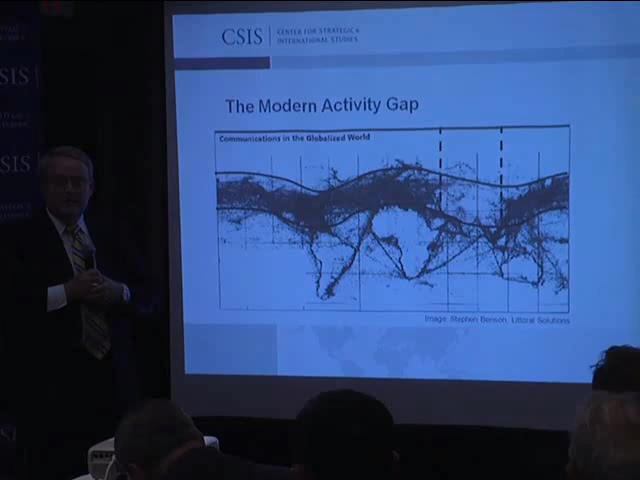 CSIS
CENTER FOR STRATEGIC &
INTERNATIONAL STUDIES
The Modern Activity Gap
Communications in the Globalized World
Image: Stephen Benson, Littoral Solutions
CSIS
CSIS